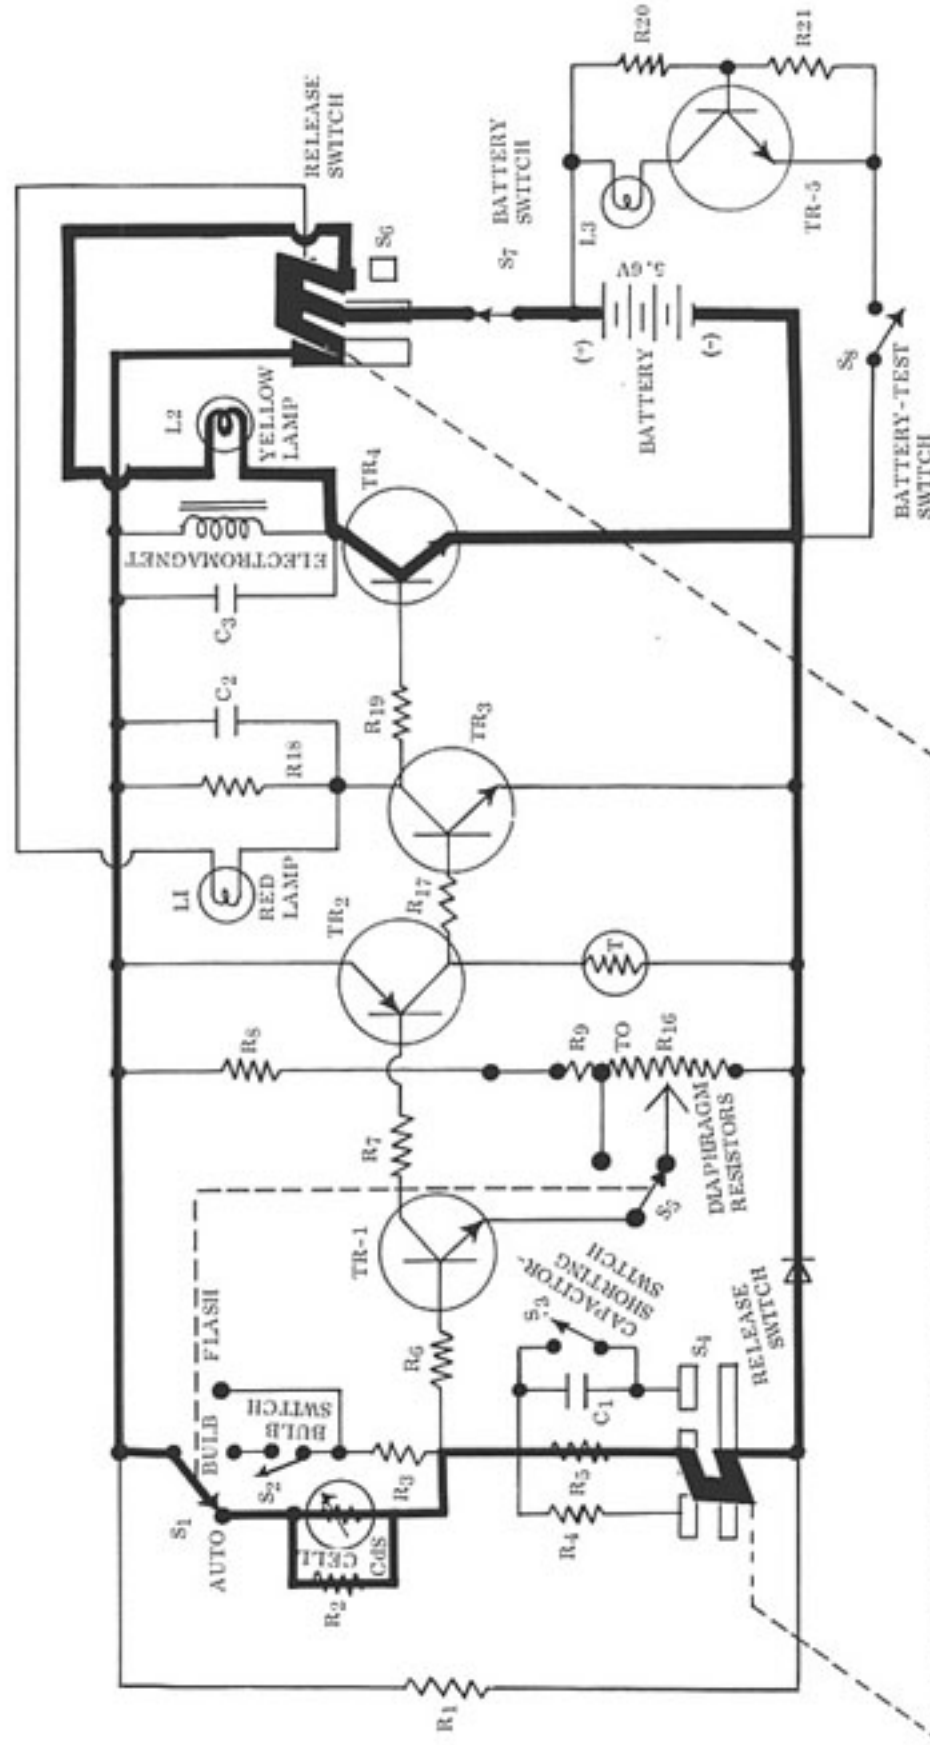 R20
R21
RELEASE
SWITCH
S6
S7
BATTERY
SWITCH
L3
TR-5
3.6V
(+)
(-)
BATTERY
S8
BATTERY-TEST
SWITCH
L2
YELLOW
LAMP
TR4
ELECTROMAGNET
C3
C2
R19
R18
TR3
L1
RED
LAMP
R17
TR2
T
R8
R9
TO
R16
DIAPHRAGM
RESISTORS
R7
S5
TR-1
CAPACITOR-
SHORTING
SWITCH
S3
R6
C1
S4
RELEASE
SWITCH
FLASH
BULB
BULB
SWITCH
S2
R3
R5
R4
S1
AUTO
CELL
CdS
R2
R1